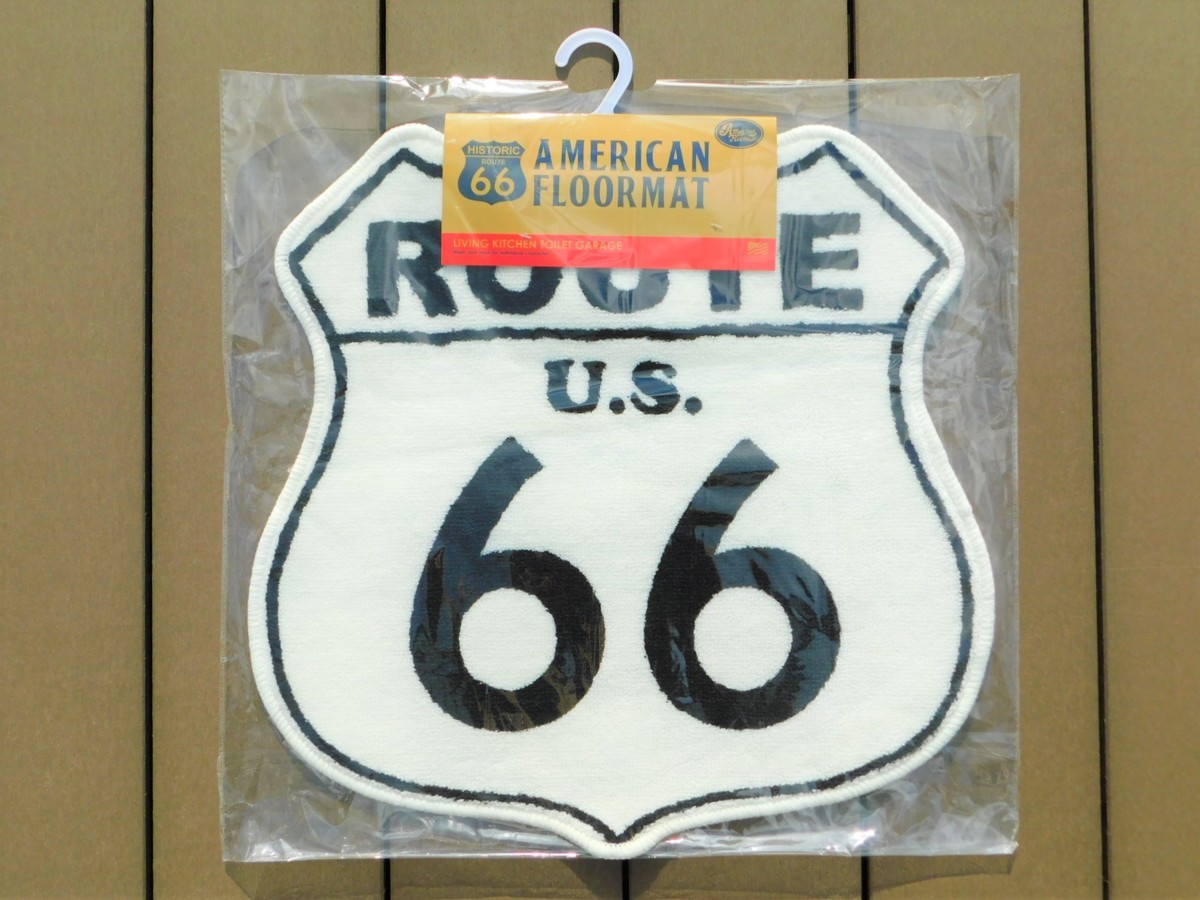 HISTORIC
ROUTE
66
AMERICAN
FLOORMAT
LIVING KITCHEN TOILET GARAGE
ROUTE
U.S.
66